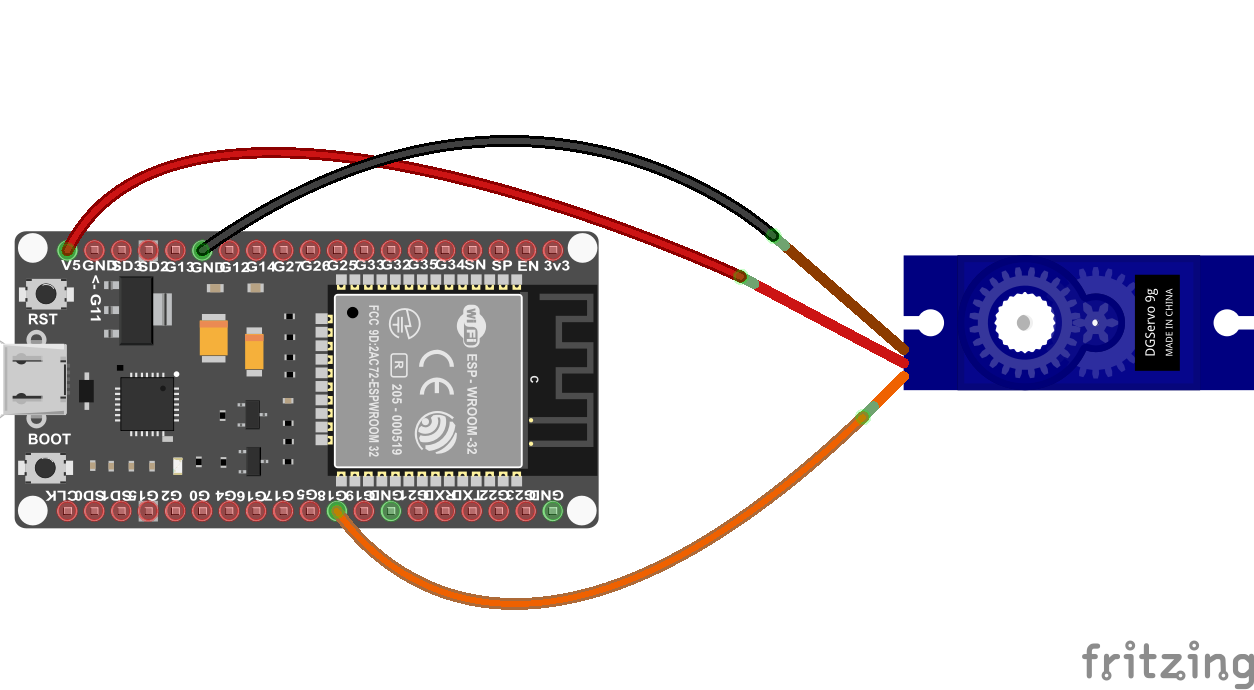 V5 GND SD3 SD2 G13 GND G12 G14 G27 G26 G25 G33 G32 G35 G34 SN SP EN 3v3
<- G11
RST
BOOT
FCC 9D:2AC72-ESPWROOM 32
R
205 - 000519
CE
WiFi
ESP - WROOM -32
C
CLK SD0 SD1 G15 G2 G0 G4 G16 G17 G5 G18 G19 GND G21 RXD TXD G22 G23 GND
DGServo 9g
MADE IN CHINA
fritzing